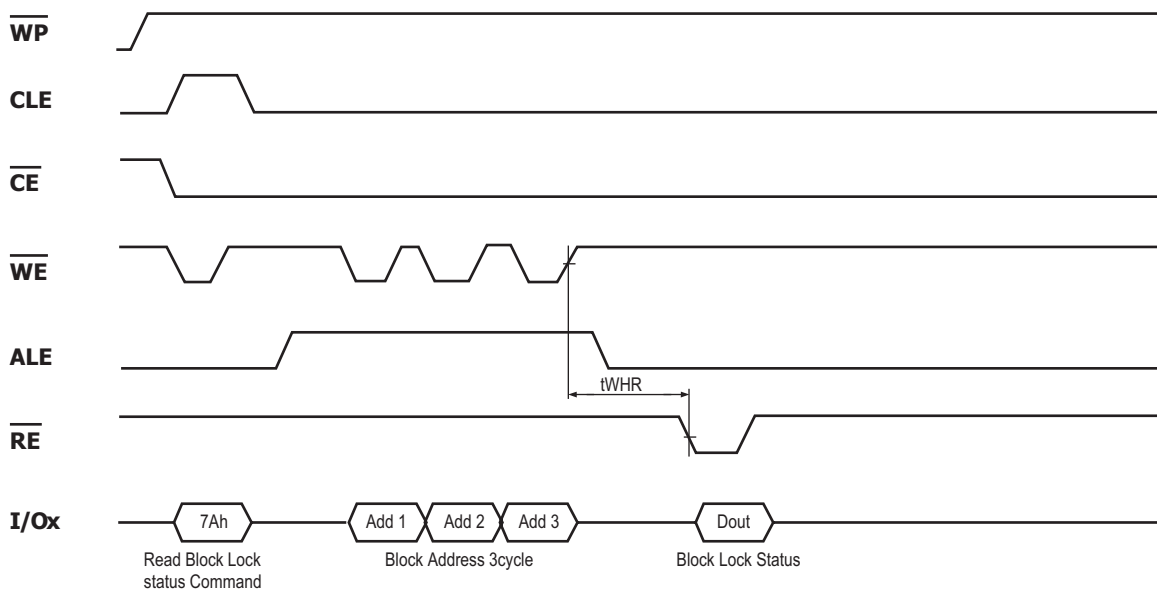 WP
CLE
CE
WE
ALE
tWHR
RE
I/Ox
7Ah
Add 1
Add 2
Add 3
Dout
Read Block Lock
status Command
Block Address 3cycle
Block Lock Status